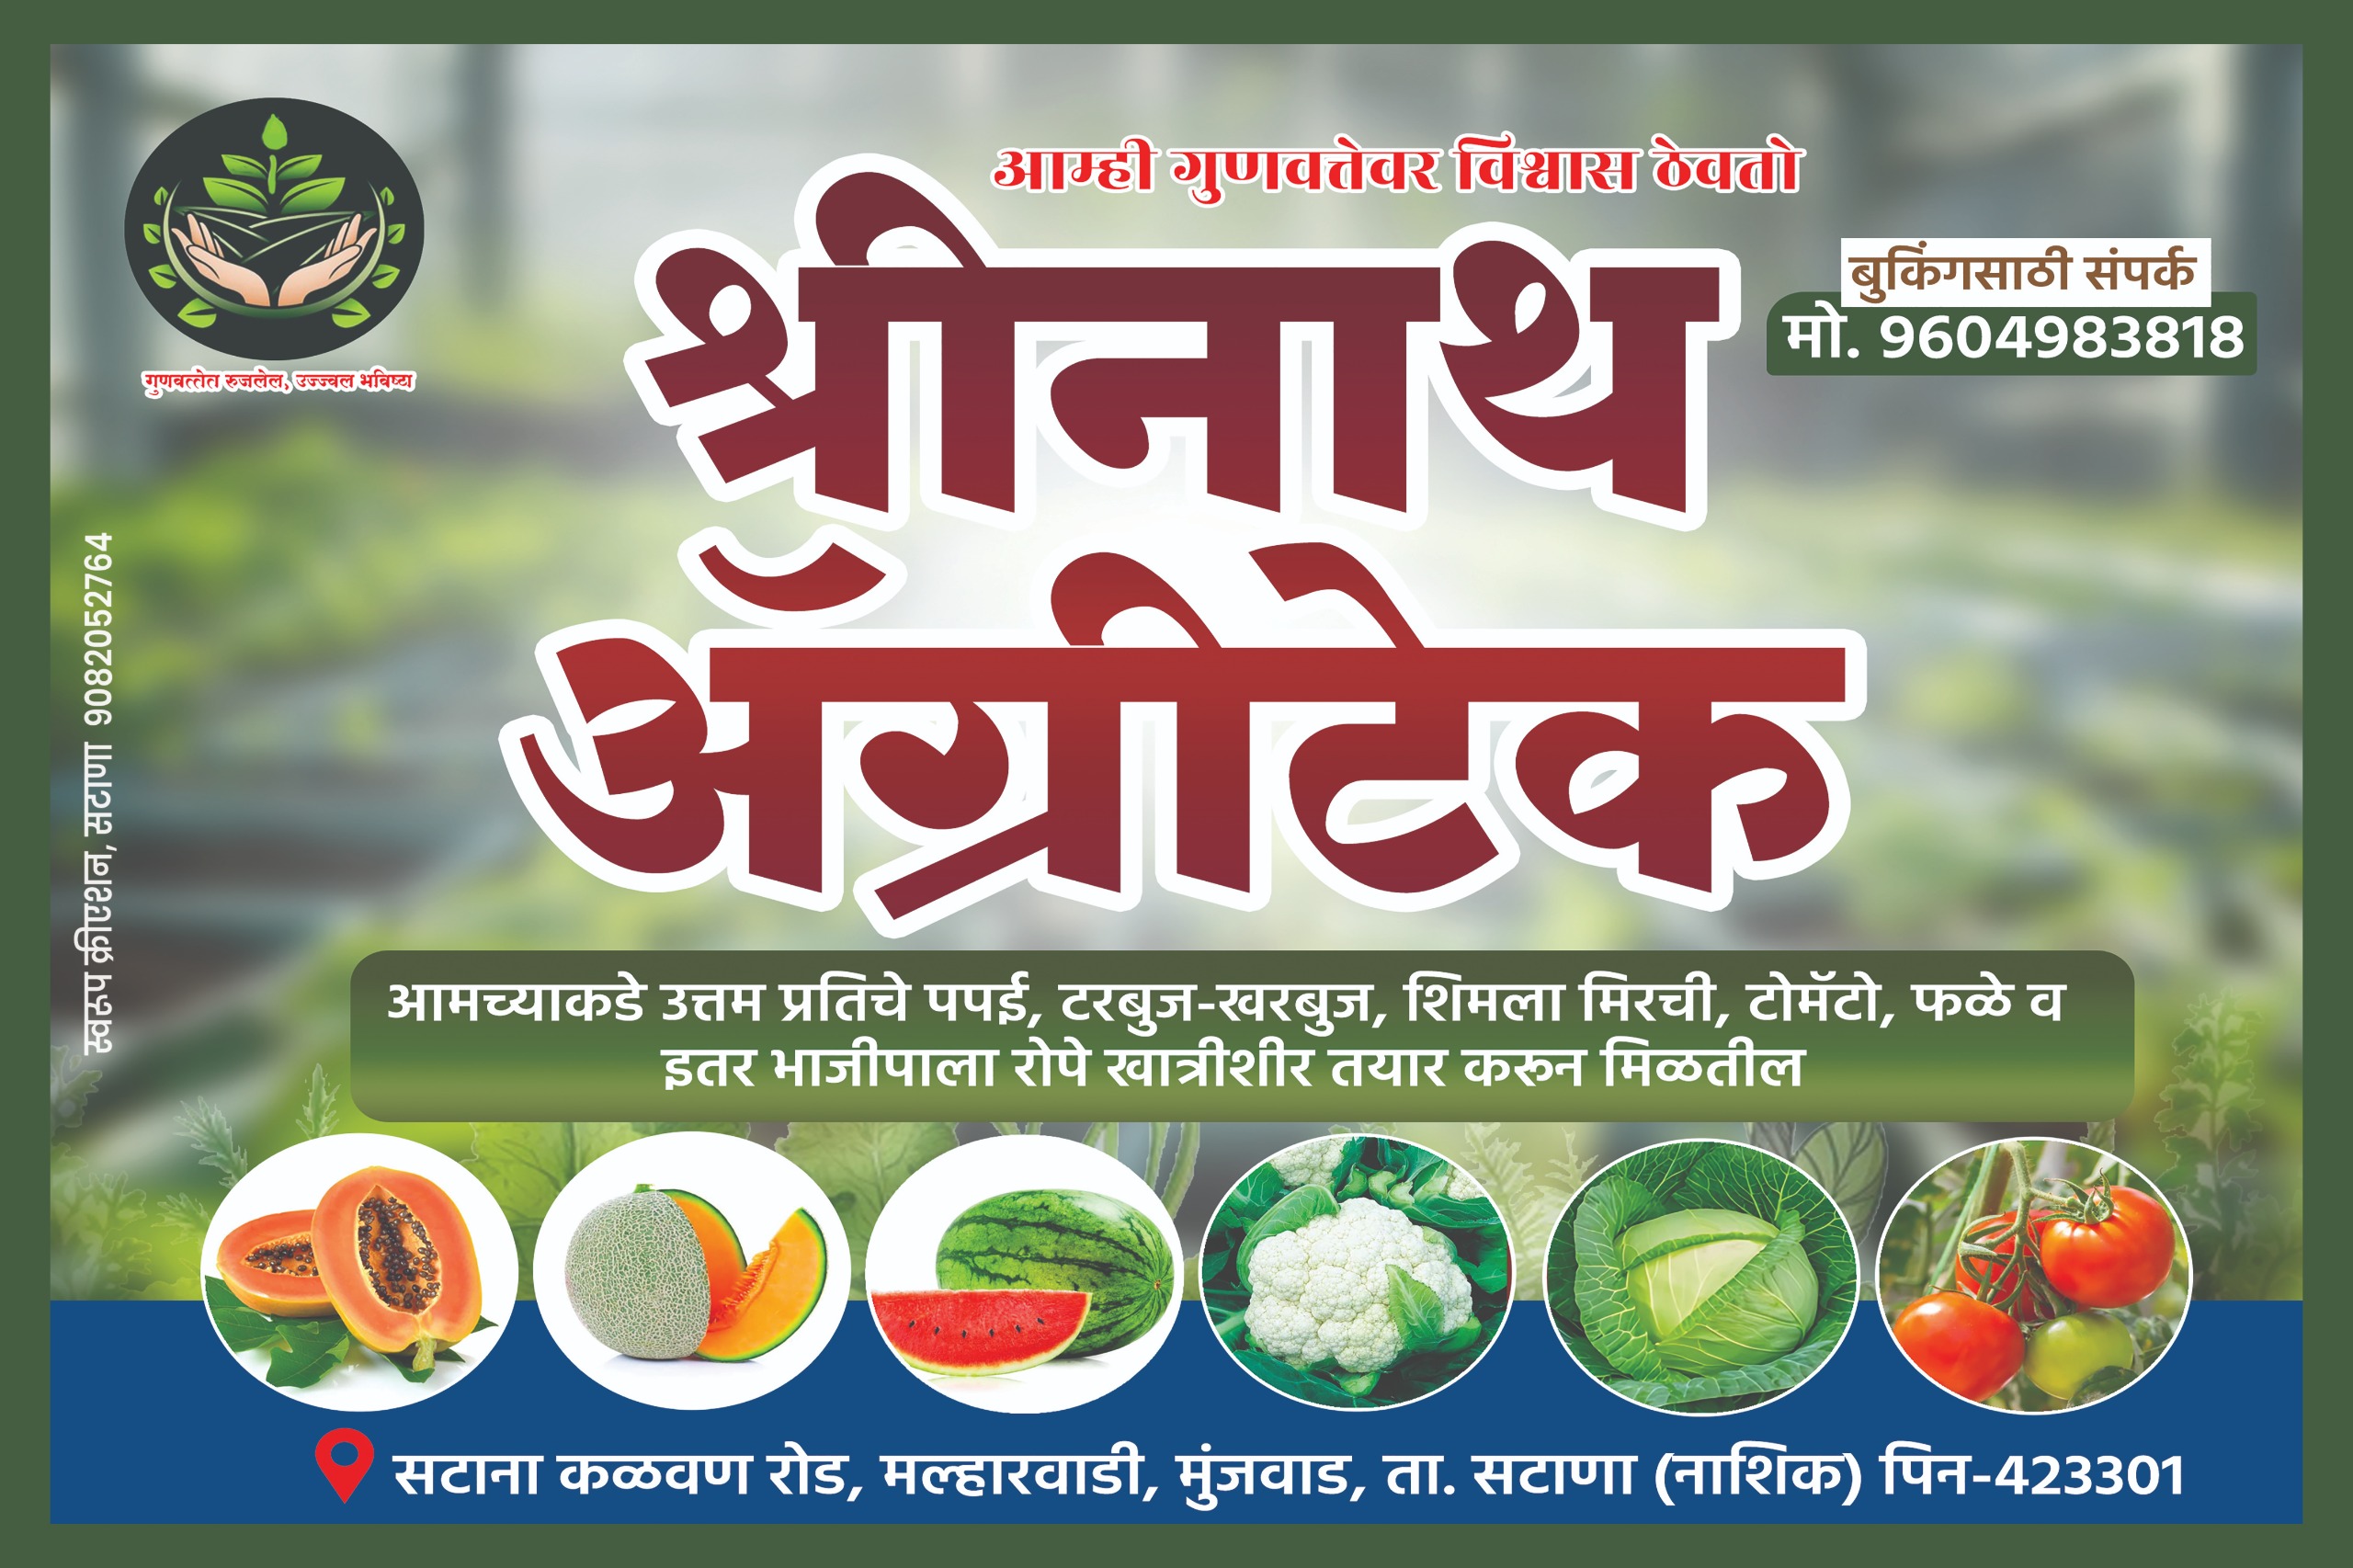 आम्ही गुणवत्तेवर विश्वास ठेवतो
श्रीनाथ
अॅग्रीटेक
बुकिंगसाठी संपर्क
मो. 9604983818
गुणवत्तेत रुजलेल, उज्ज्वल भविष्य
स्वरुप क्रीएशन, सटाणा 9082052764
आमच्याकडे उत्तम प्रतिचे पपई, टरबुज-खरबुज, शिमला मिरची, टोमॅटो, फळे व
इतर भाजीपाला रोपे खात्रीशीर तयार करून मिळतील
सटाना कळवण रोड, मल्हारवाडी, मुंजवाड, ता. सटाणा (नाशिक) पिन-423301